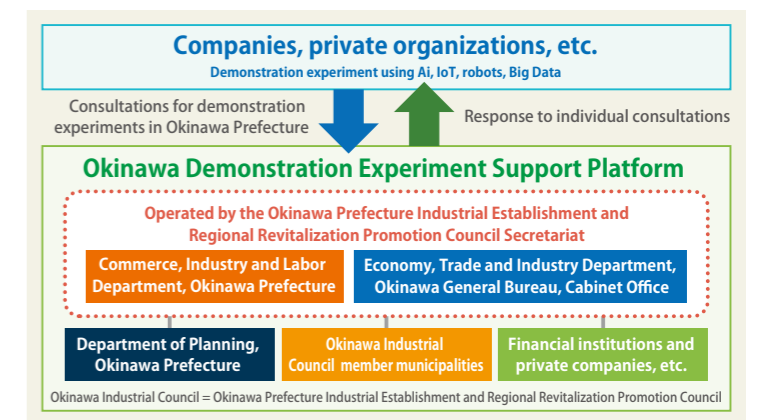 Companies, private organizations, etc.
Demonstration experiment using Ai, IoT, robots, Big Data
Consultations for demonstration
experiments in Okinawa Prefecture
Response to individual consultations
Okinawa Demonstration Experiment Support Platform
Operated by the Okinawa Prefecture Industrial Establishment and
Regional Revitalization Promotion Council Secretariat
Commerce, Industry and Labor
Department, Okinawa Prefecture
Economy, Trade and Industry Department,
Okinawa General Bureau, Cabinet Office
Department of Planning,
Okinawa Prefecture
Okinawa Industrial
Council member municipalities
Financial institutions and
private companies, etc.
Okinawa Industrial Council = Okinawa Prefecture Industrial Establishment and Regional Revitalization Promotion Council